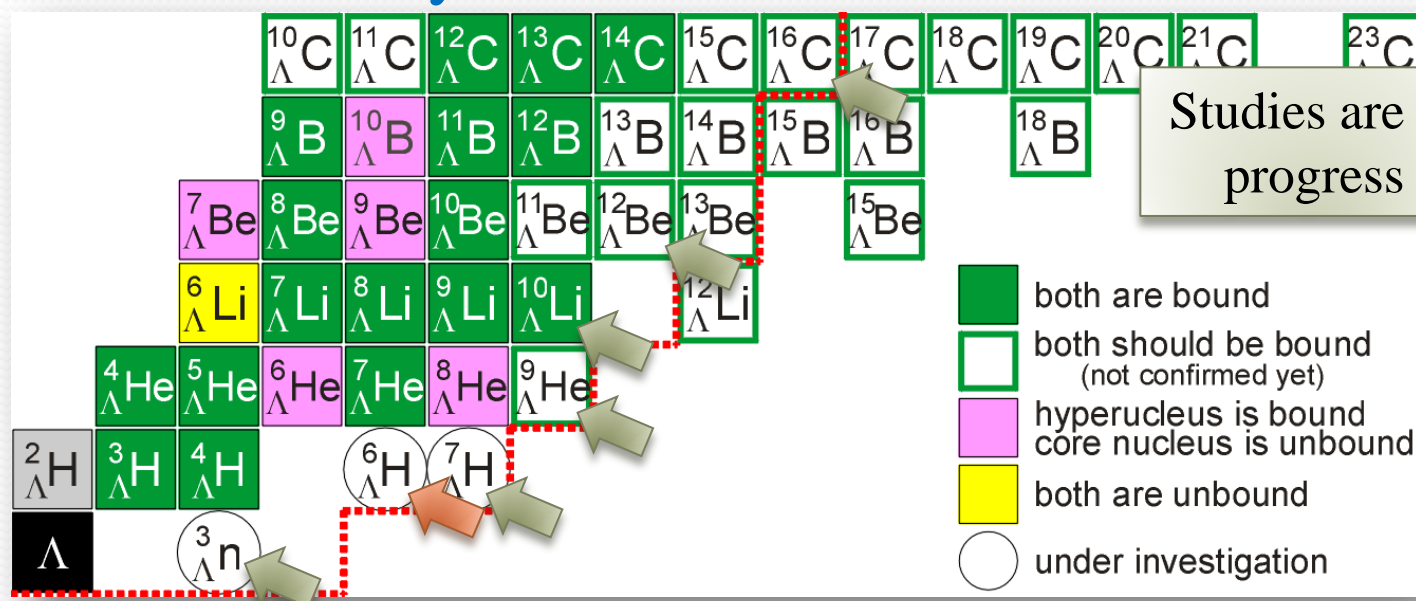 10ΛC 11ΛC 12ΛC 13ΛC 14ΛC 15ΛC 16ΛC 17ΛC 18ΛC 19ΛC 20ΛC 21ΛC 23ΛC
9ΛB 10ΛB 11ΛB 12ΛB 13ΛB 14ΛB 15ΛB 16ΛB 18ΛB
7ΛBe 8ΛBe 9ΛBe 10ΛBe 11ΛBe 12ΛBe 13ΛBe 15ΛBe
6ΛLi 7ΛLi 8ΛLi 9ΛLi 10ΛLi 12ΛLi
4ΛHe 5ΛHe 6ΛHe 7ΛHe 8ΛHe 9ΛHe
2ΛH 3ΛH 4ΛH 6ΛH 7ΛH
Λ 3Λn
Studies are
progress
both are bound
both should be bound
(not confirmed yet)
hyperucleus is bound
core nucleus is unbound
both are unbound
under investigation